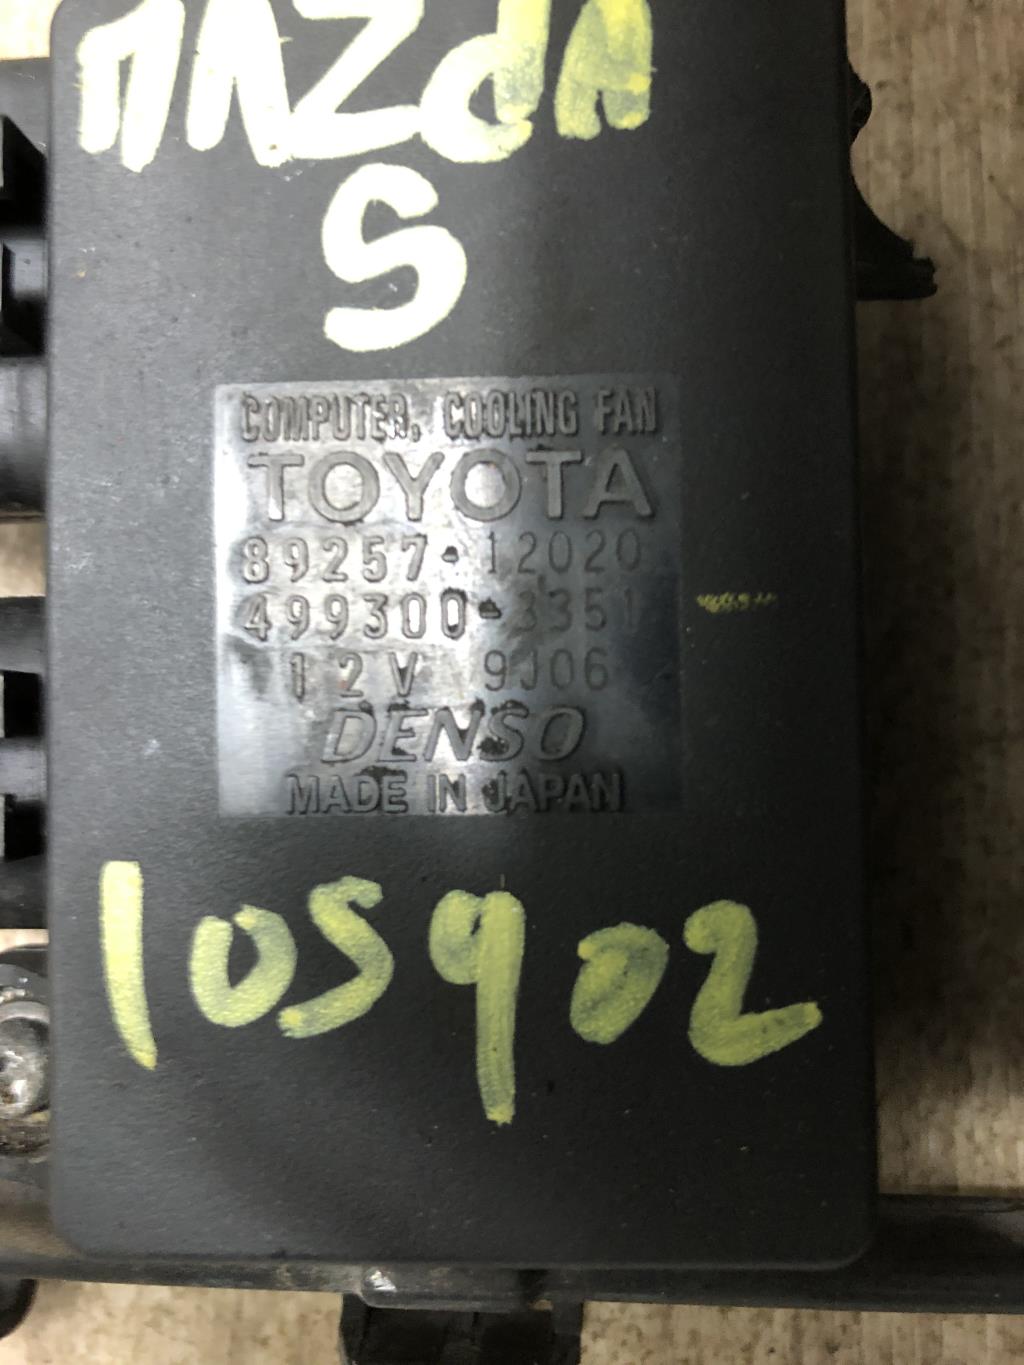 MAZdA
S
COMPUTER, COOLING FAN
TOYOTA
89257-12020
499300-3351
12V 9J06
DENSO
MADE IN JAPAN
105902